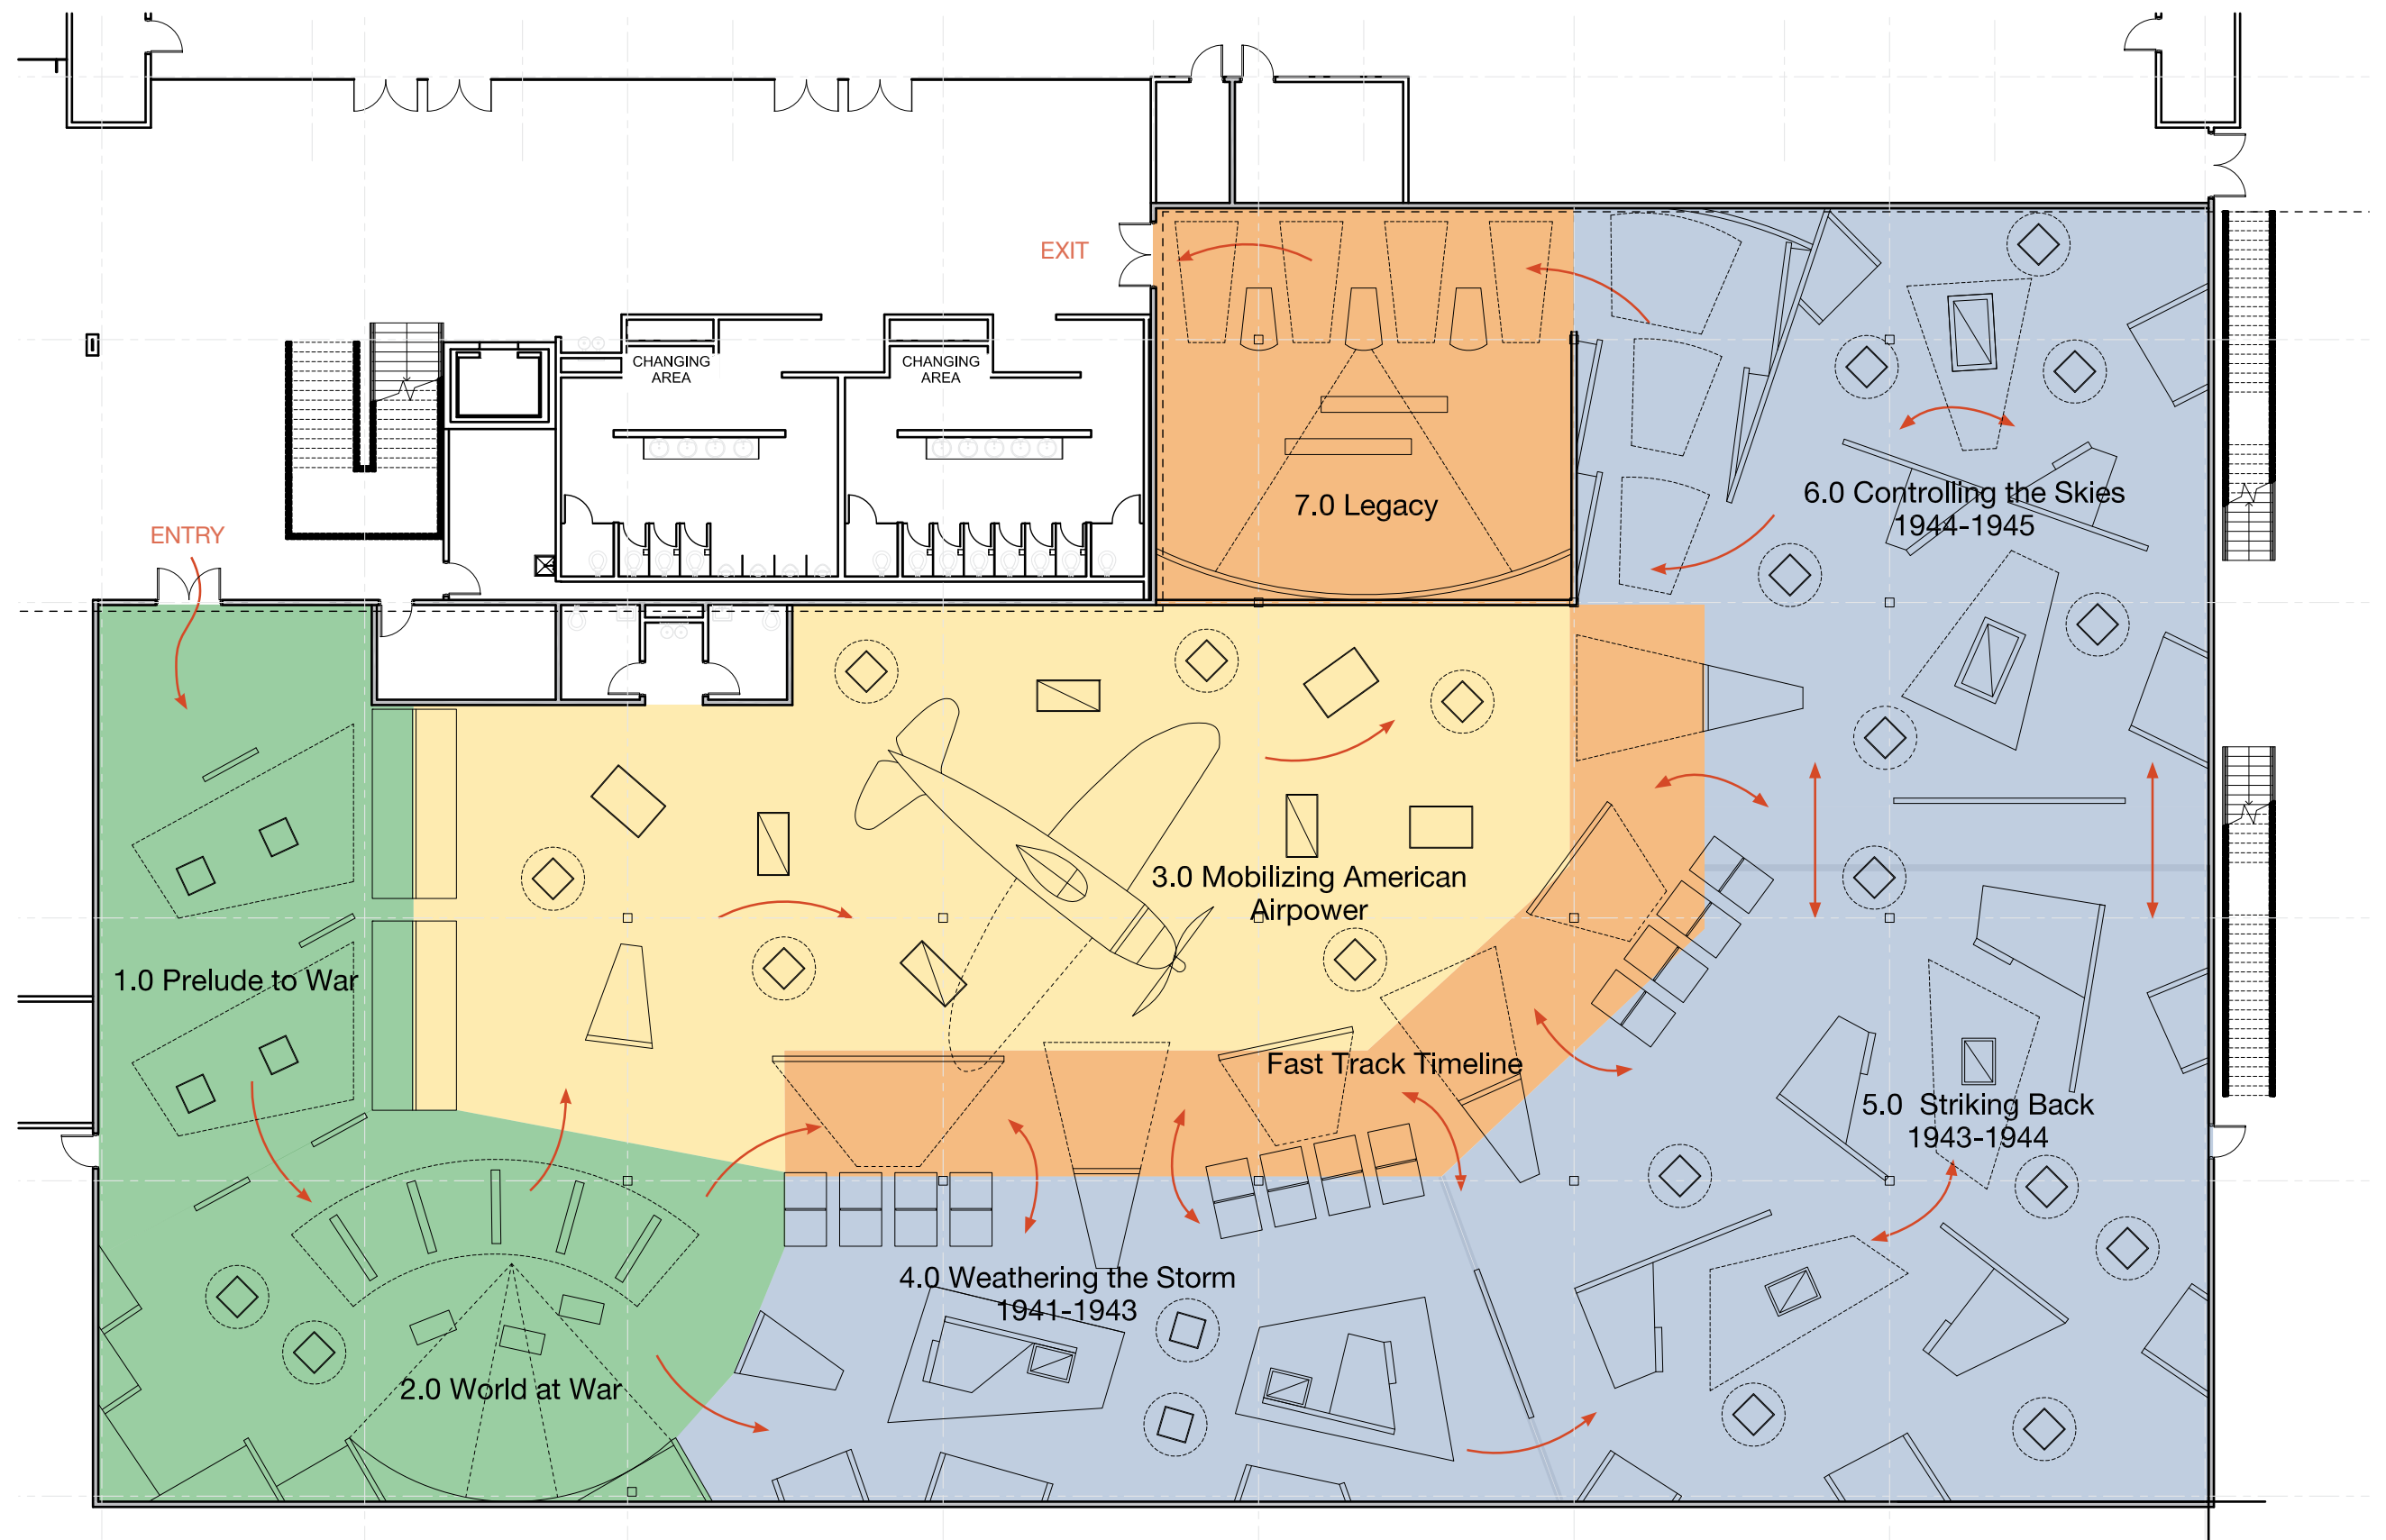 EXIT
CHANGING
AREA
CHANGING
AREA
ENTRY
7.0 Legacy
6.0 Controlling the Skies
1944-1945
3.0 Mobilizing American
Airpower
1.0 Prelude to War
Fast Track Timeline
5.0 Striking Back
1943-1944
4.0 Weathering the Storm
1941-1943
2.0 World at War